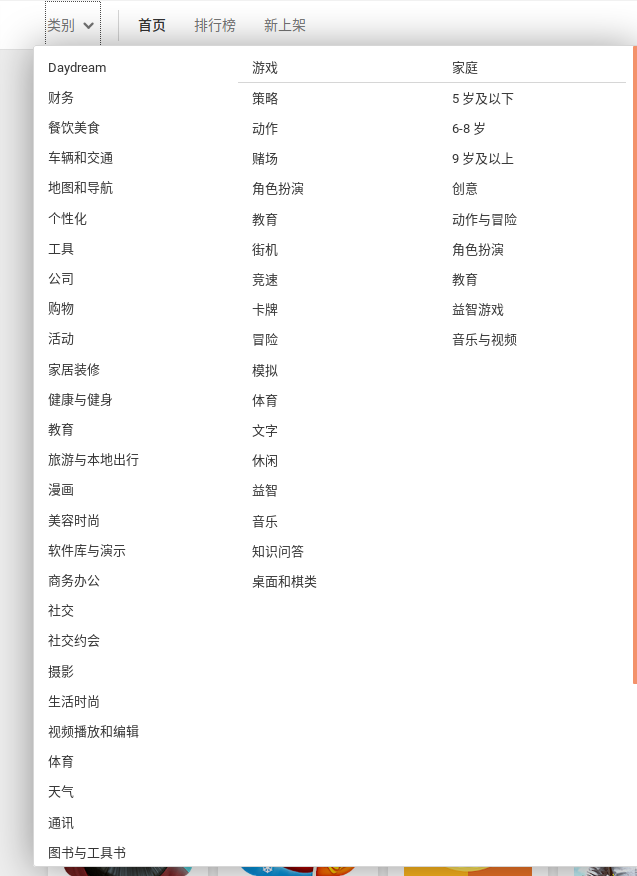 类别
首页
排行榜
新上架
Daydream
财务
餐饮美食
车辆和交通
地图和导航
个性化
工具
公司
购物
活动
家居装修
健康与健身
教育
旅游与本地出行
漫画
美容时尚
软件库与演示
商务办公
社交
社交约会
摄影
生活时尚
视频播放和编辑
体育
天气
通讯
图书与工具书
游戏
策略
动作
赌场
角色扮演
教育
街机
竞速
卡牌
冒险
模拟
体育
文字
休闲
益智
音乐
知识问答
桌面和棋类
家庭
5 岁及以下
6-8 岁
9 岁及以上
创意
动作与冒险
角色扮演
教育
益智游戏
音乐与视频